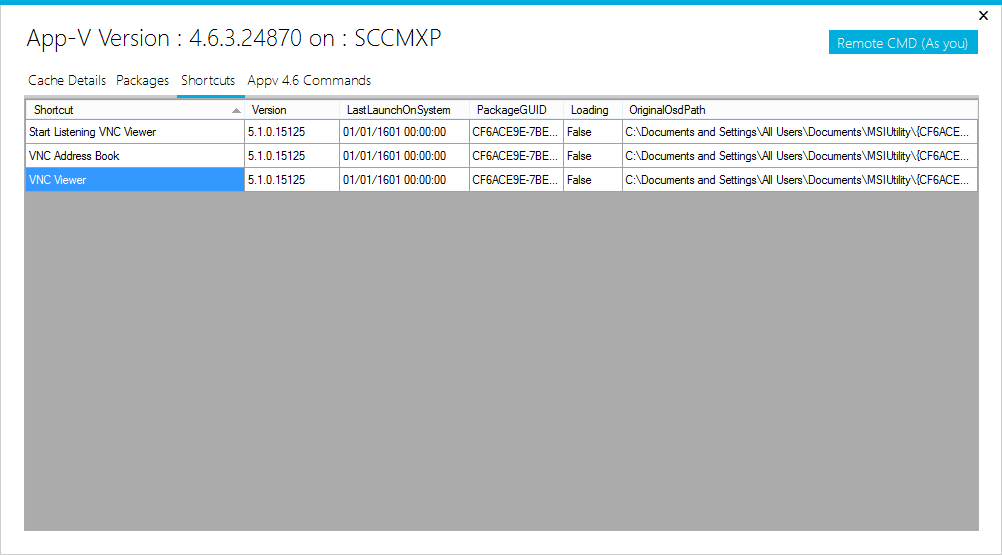 App-V Version : 4.6.3.24870 on : SCCMXP
Remote CMD (As you)
Cache Details Packages Shortcuts Appv 4.6 Commands
Shortcut Version LastLaunchOnSystem PackageGUID Loading OriginalOsdPath
Start Listening VNC Viewer 5.1.0.15125 01/01/1601 00:00:00 CF6ACE9E-7BE... False C:\Documents and Settings\All Users\Documents\MSIUtility\{CF6ACE...
VNC Address Book 5.1.0.15125 01/01/1601 00:00:00 CF6ACE9E-7BE... False C:\Documents and Settings\All Users\Documents\MSIUtility\{CF6ACE...
VNC Viewer 5.1.0.15125 01/01/1601 00:00:00 CF6ACE9E-7BE... False C:\Documents and Settings\All Users\Documents\MSIUtility\{CF6ACE...